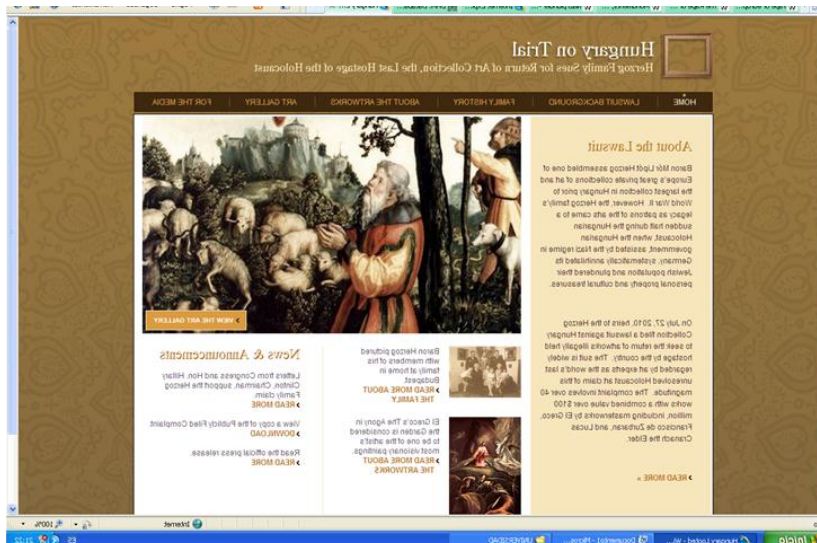 Hungary on Trial
Herzog Family Sues for Return of Art Collection, the Last Hostage of the Holocaust
HOME
LAWSUIT BACKGROUND
FAMILY HISTORY
ABOUT THE ARTWORKS
ART GALLERY
FOR THE MEDIA
About the Lawsuit
Baron Mór Lipót Herzog assembled one of
Europe's great private collections of art and
the largest collection in Hungary prior to
World War II. However, the Herzog family's
legacy as patrons of the arts came to a
sudden halt during the Hungarian
Holocaust, when the Hungarian
government, assisted by the Nazi regime in
Germany, systematically annihilated its
Jewish population and plundered their
personal property and cultural treasures.
On July 27, 2010, heirs to the Herzog
Collection filed a lawsuit against Hungary
to seek the return of artworks illegally held
hostage by the country. The suit is widely
regarded by art experts as the world's last
unresolved Holocaust art claim of this
magnitude. The complaint involves over 40
works with a combined value over $100
million, including masterworks by El Greco,
Francisco de Zurbaran, and Lucas
Cranach the Elder.
› READ MORE »
› VIEW THE ART GALLERY
Baron Herzog pictured
with members of his
family at home in
Budapest.
› READ MORE ABOUT
THE FAMILY
El Greco's The Agony in
the Garden is considered
to be one of the artist's
most visionary paintings.
› READ MORE ABOUT
THE ARTWORKS
News & Announcements
Letters from Congress and Hon. Hillary
Clinton, Chairman, support the Herzog
Family claim.
› READ MORE
View a copy of the Publicly Filed Complaint.
› DOWNLOAD
Read the official press release.
› READ MORE
Internet
100%
Inicio
Hungary Looted - Wi...
Documento1 - Micros...
UNIVERSIDAD
ES
21:22